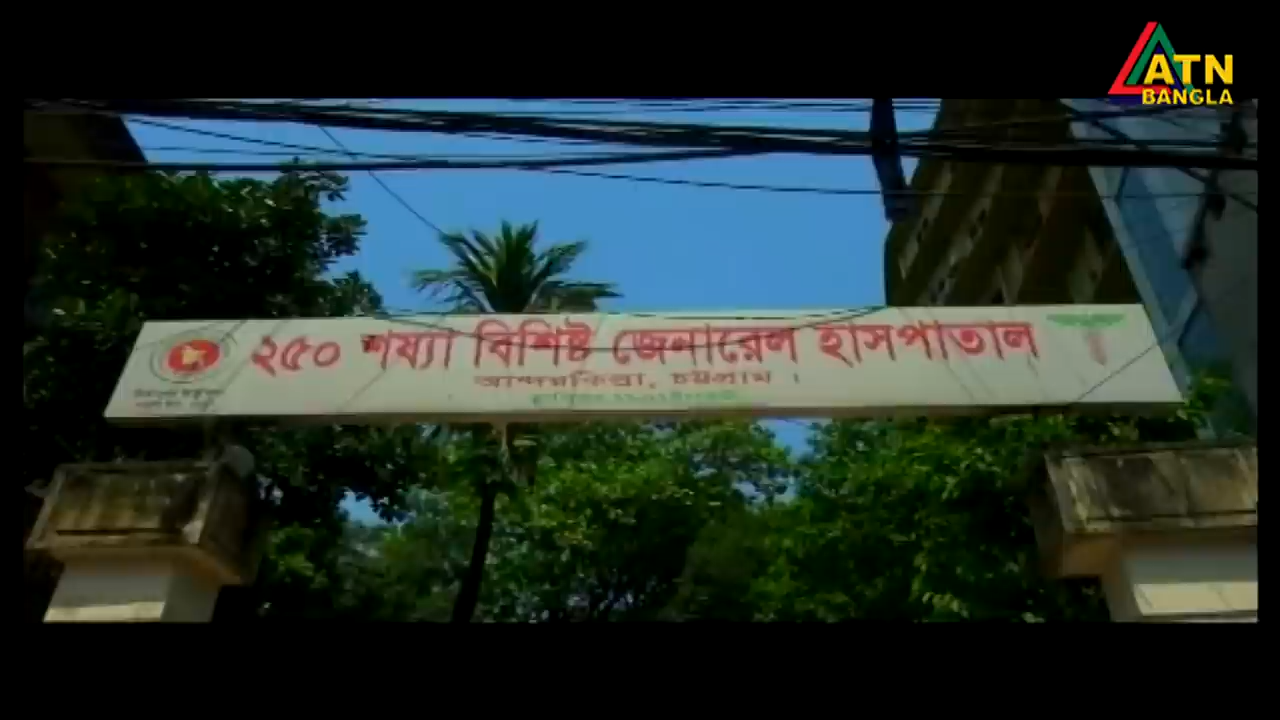 ATN
BANGLA
২৫০ শয্যা বিশিষ্ট জেনারেল হাসপাতাল
আন্দরকিল্লা, চট্টগ্রাম ।